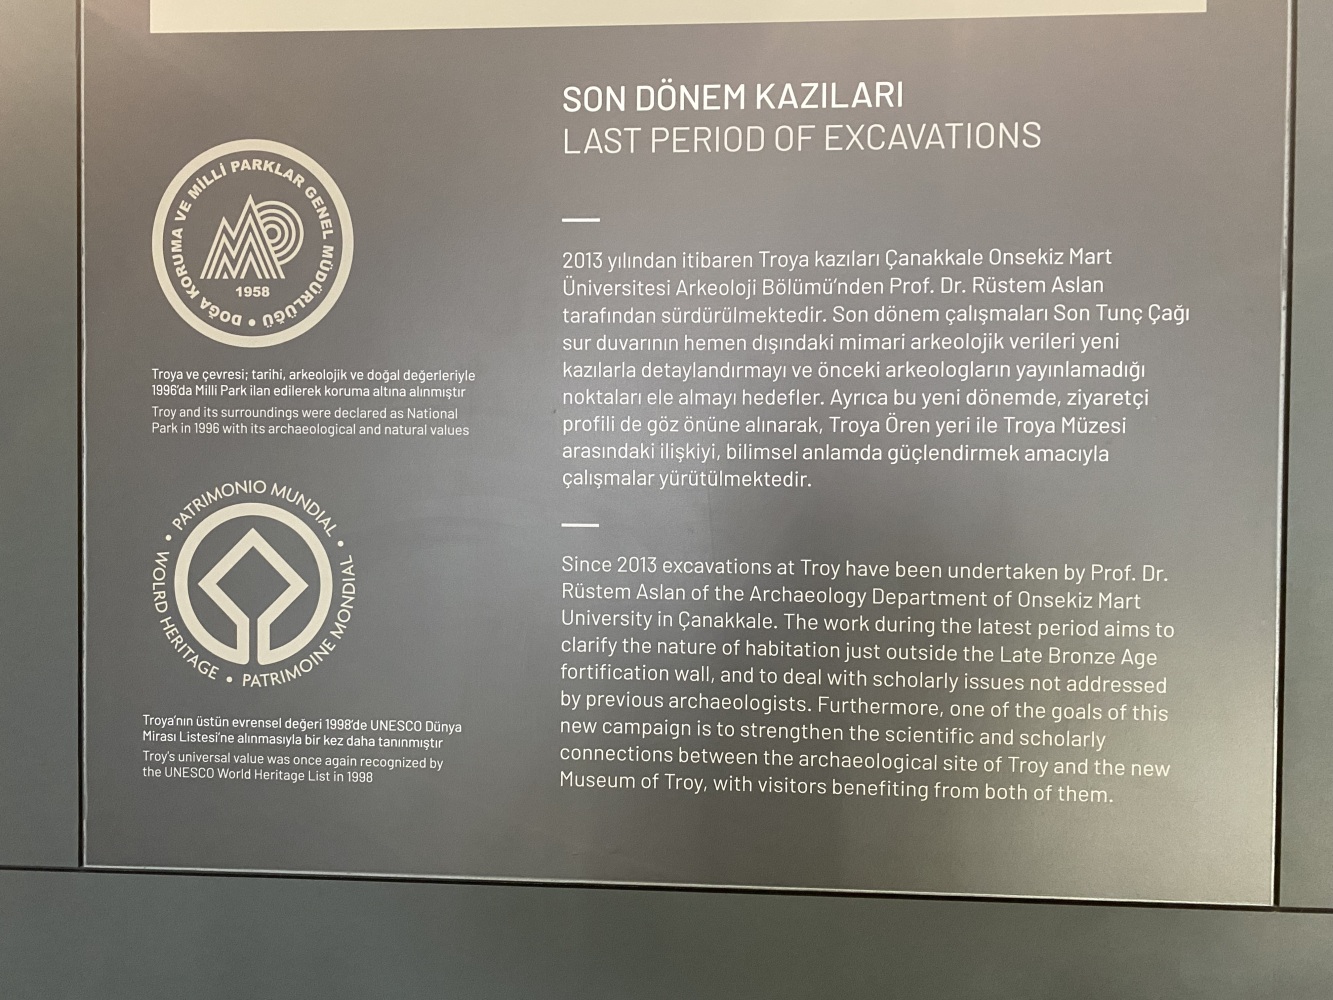 SON DÖNEM KAZILARI
LAST PERIOD OF EXCAVATIONS
DOĞA KORUMA VE MİLLİ PARKLAR GENEL MÜDÜRLÜĞÜ •
1958
Troya ve çevresi; tarihi, arkeolojik ve doğal değerleriyle
1996'da Milli Park ilan edilerek koruma altına alınmıştır
Troy and its surroundings were declared as National
Park in 1996 with its archaeological and natural values
• PATRIMONIO MUNDIAL •
WOLRD HERITAGE • PATRIMOINE MONDIAL
Troya'nın üstün evrensel değeri 1998'de UNESCO Dünya
Mirası Listesi'ne alınmasıyla bir kez daha tanınmıştır
Troy's universal value was once again recognized by
the UNESCO World Heritage List in 1998
2013 yılından itibaren Troya kazıları Çanakkale Onsekiz Mart
Üniversitesi Arkeoloji Bölümü'nden Prof. Dr. Rüstem Aslan
tarafından sürdürülmektedir. Son dönem çalışmaları Son Tunç Çağı
sur duvarının hemen dışındaki mimari arkeolojik verileri yeni
kazılarla detaylandırmayı ve önceki arkeologların yayınlamadığı
noktaları ele almayı hedefler. Ayrıca bu yeni dönemde, ziyaretçi
profili de göz önüne alınarak, Troya Ören yeri ile Troya Müzesi
arasındaki ilişkiyi, bilimsel anlamda güçlendirmek amacıyla
çalışmalar yürütülmektedir.
Since 2013 excavations at Troy have been undertaken by Prof. Dr.
Rüstem Aslan of the Archaeology Department of Onsekiz Mart
University in Çanakkale. The work during the latest period aims to
clarify the nature of habitation just outside the Late Bronze Age
fortification wall, and to deal with scholarly issues not addressed
by previous archaeologists. Furthermore, one of the goals of this
new campaign is to strengthen the scientific and scholarly
connections between the archaeological site of Troy and the new
Museum of Troy, with visitors benefiting from both of them.